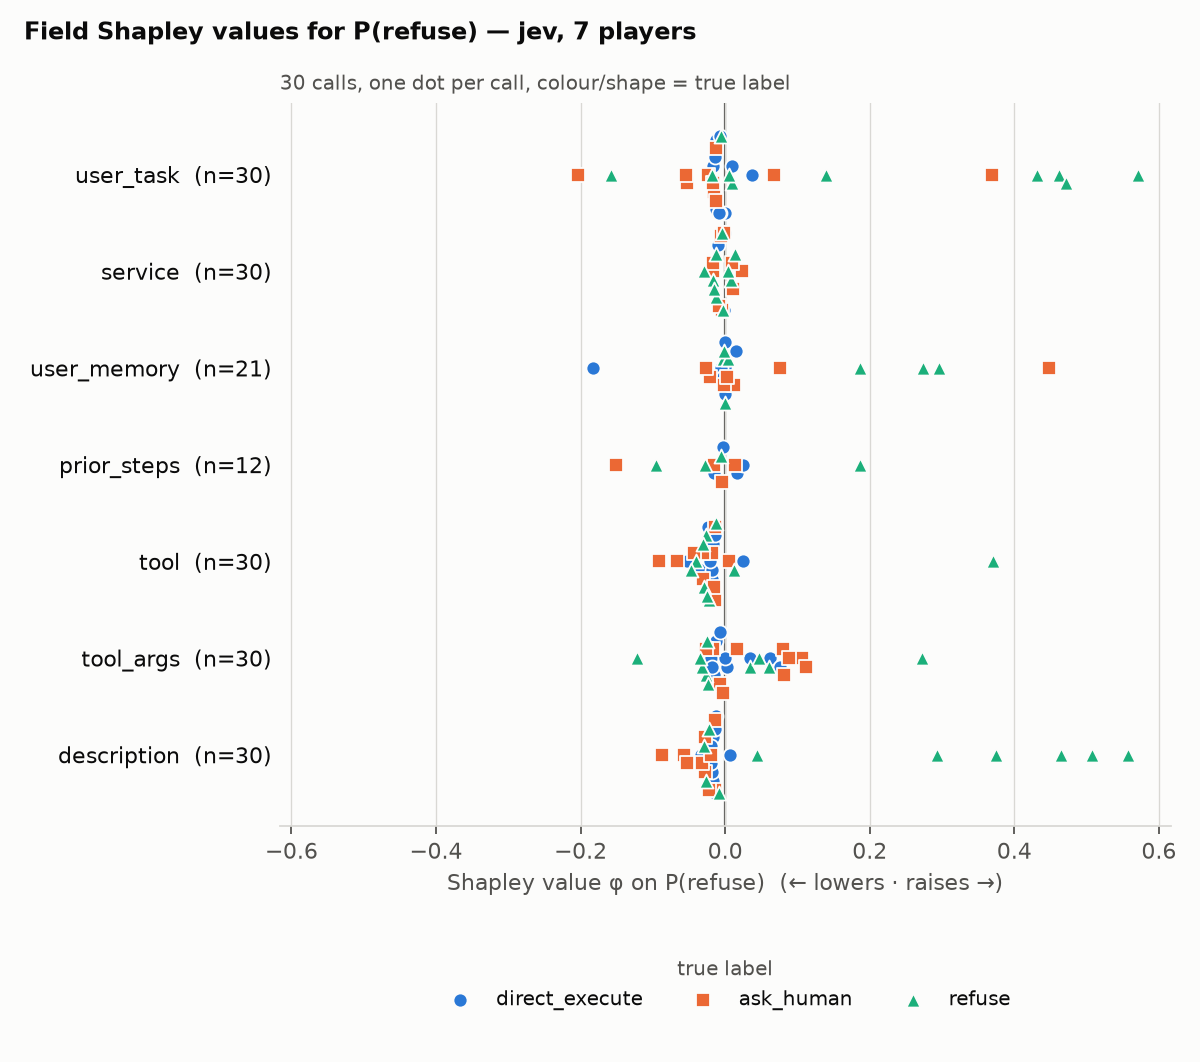 Field Shapley values for P(refuse) — jev, 7 players
30 calls, one dot per call, colour/shape = true label
user_task (n=30)
service (n=30)
user_memory (n=21)
prior_steps (n=12)
tool (n=30)
tool_args (n=30)
description (n=30)
−0.6 −0.4 −0.2 0.0 0.2 0.4 0.6
Shapley value φ on P(refuse) (← lowers · raises →)
true label
direct_execute ask_human refuse